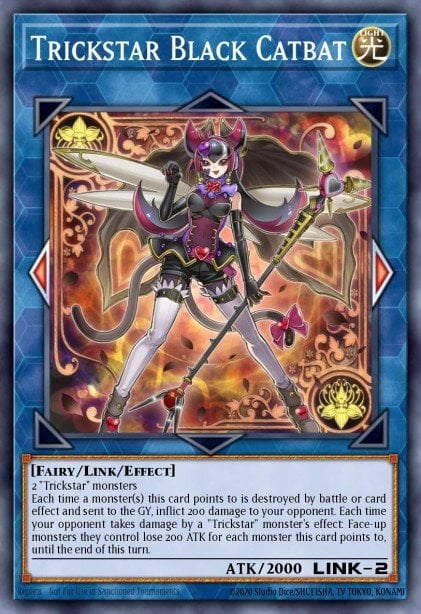 Trickstar Black Catbat
LIGHT
光
[Fairy/Link/Effect]
2 "Trickstar" monsters
Each time a monster(s) this card points to is destroyed by battle or card
effect and sent to the GY, inflict 200 damage to your opponent. Each time
your opponent takes damage by a "Trickstar" monster's effect: Face-up
monsters they control lose 200 ATK for each monster this card points to,
until the end of this turn.
ATK/2000 LINK-2
Replica - Not For Use in Sanctioned Tournaments
©2020 Studio Dice/SHUEISHA, TV TOKYO, KONAMI